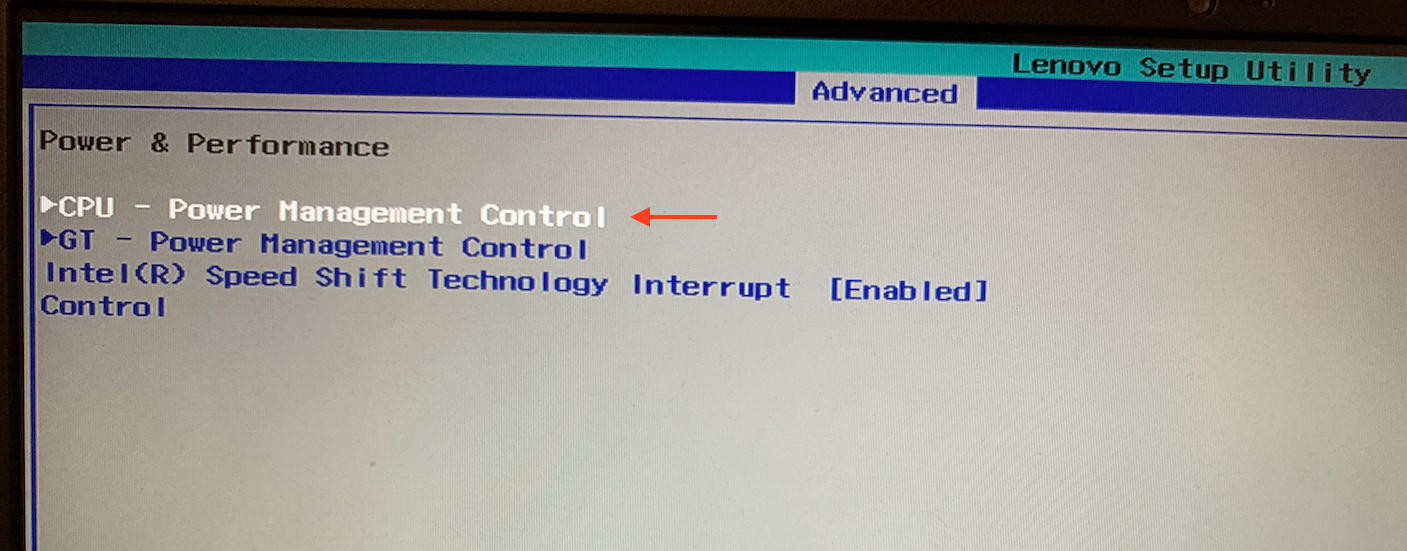 Lenovo Setup Utility
Advanced
Power & Performance
►CPU - Power Management Control
►GT - Power Management Control
Intel(R) Speed Shift Technology Interrupt [Enabled]
Control